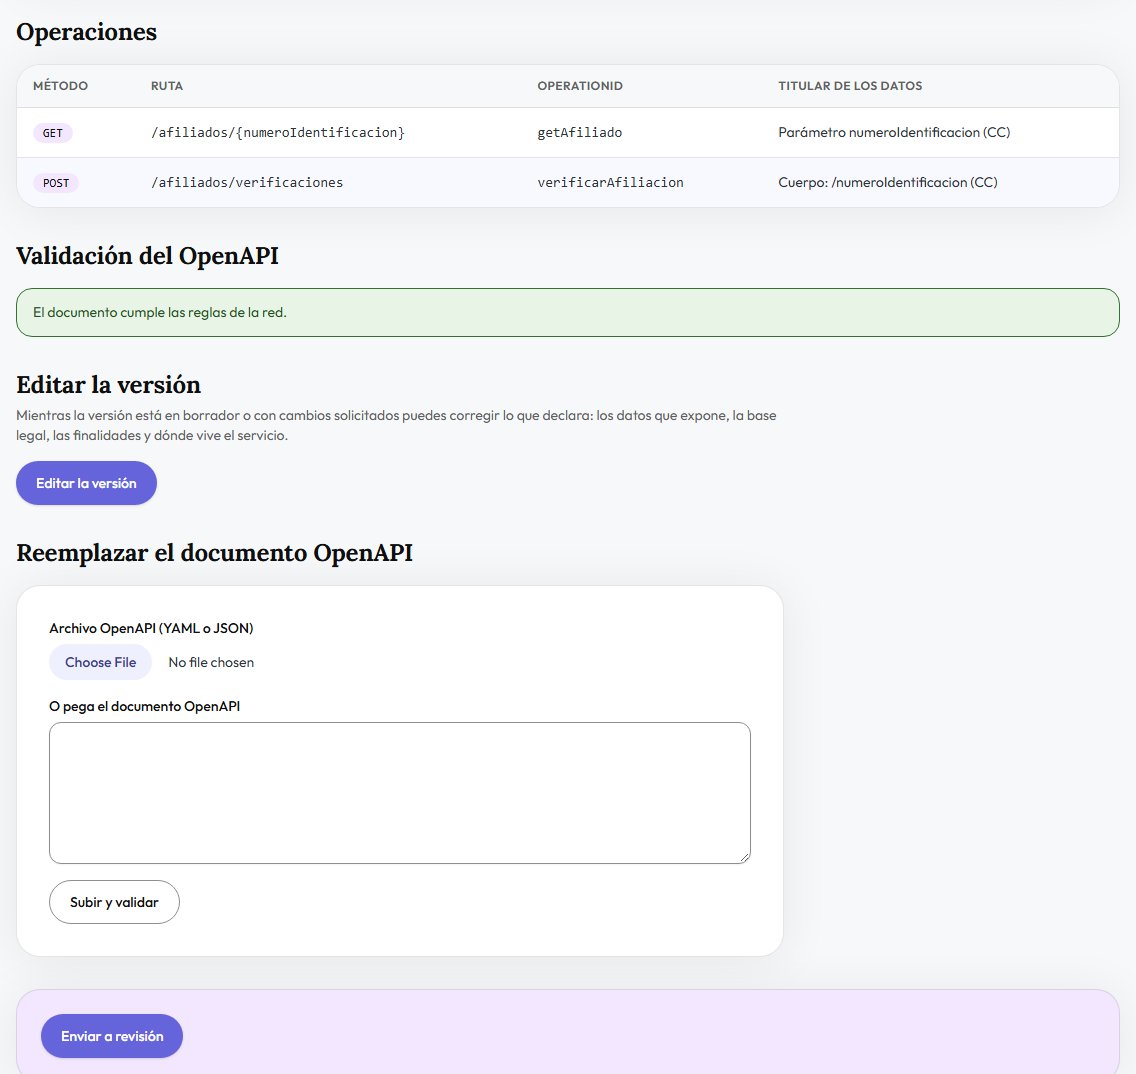 Operaciones
MÉTODO RUTA OPERATIONID TITULAR DE LOS DATOS
GET /afiliados/{numeroIdentificacion} getAfiliado Parámetro numeroIdentificacion (CC)
POST /afiliados/verificaciones verificarAfiliacion Cuerpo: /numeroIdentificacion (CC)
Validación del OpenAPI
El documento cumple las reglas de la red.
Editar la versión
Mientras la versión está en borrador o con cambios solicitados puedes corregir lo que declara: los datos que expone, la base
legal, las finalidades y dónde vive el servicio.
Editar la versión
Reemplazar el documento OpenAPI
Archivo OpenAPI (YAML o JSON)
Choose File No file chosen
O pega el documento OpenAPI
Subir y validar
Enviar a revisión